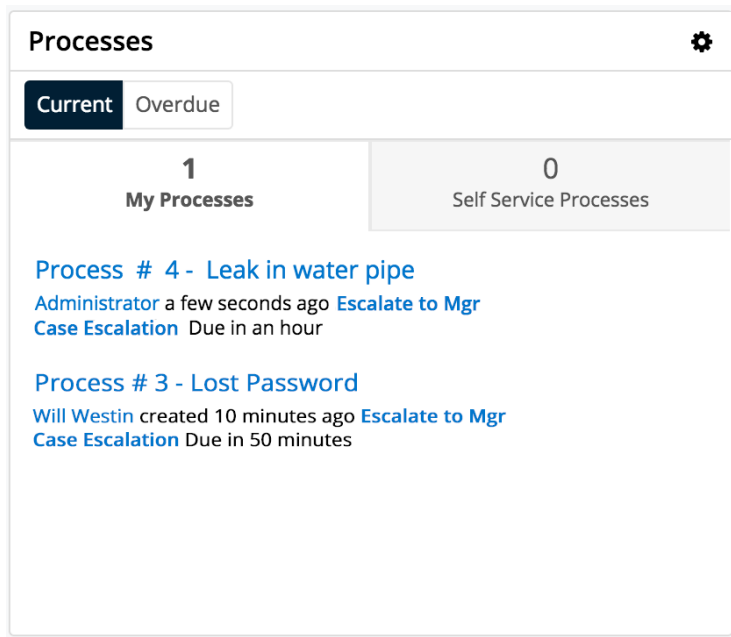 Processes
Current Overdue
1
My Processes
0
Self Service Processes
Process # 4 - Leak in water pipe
Administrator a few seconds ago Escalate to Mgr
Case Escalation Due in an hour
Process # 3 - Lost Password
Will Westin created 10 minutes ago Escalate to Mgr
Case Escalation Due in 50 minutes